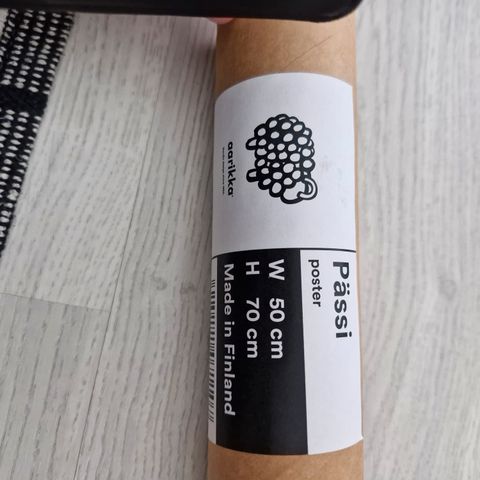 aarikka
Pässi
poster
W 50 cm
H 70 cm
Made in Finland